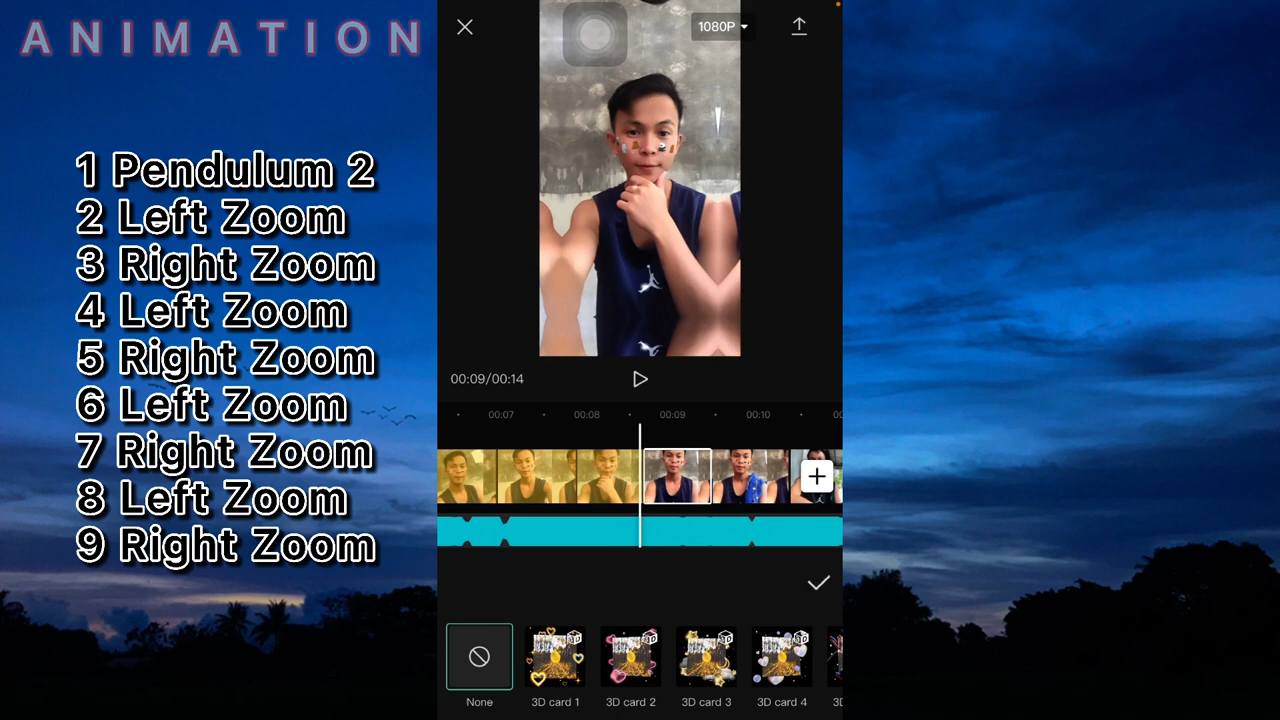 ANIMATION
1 Pendulum 2
2 Left Zoom
3 Right Zoom
4 Left Zoom
5 Right Zoom
6 Left Zoom
7 Right Zoom
8 Left Zoom
9 Right Zoom
1080P
00:09/00:14
00:07 00:08 00:09 00:10 00
None 3D card 1 3D card 2 3D card 3 3D card 4 3D